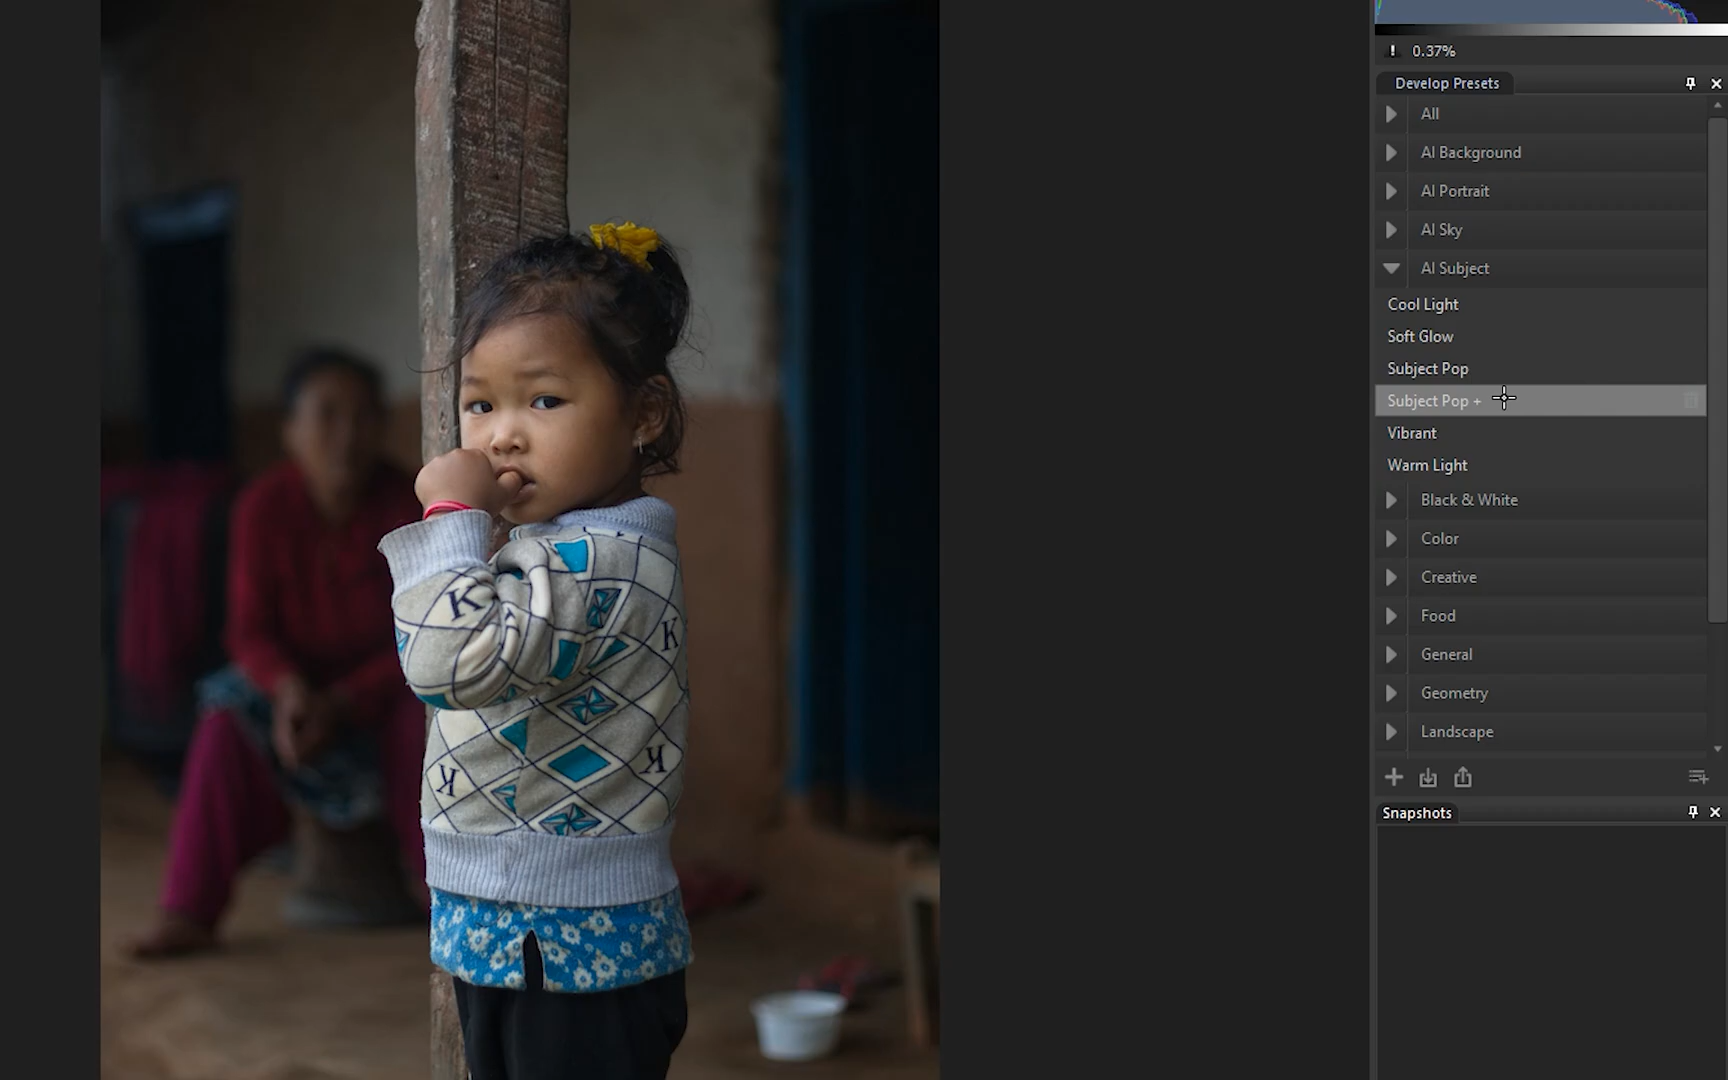 0.37%
Develop Presets
All
AI Background
AI Portrait
AI Sky
AI Subject
Cool Light
Soft Glow
Subject Pop
Subject Pop +
Vibrant
Warm Light
Black & White
Color
Creative
Food
General
Geometry
Landscape
Snapshots
K
K
K
K